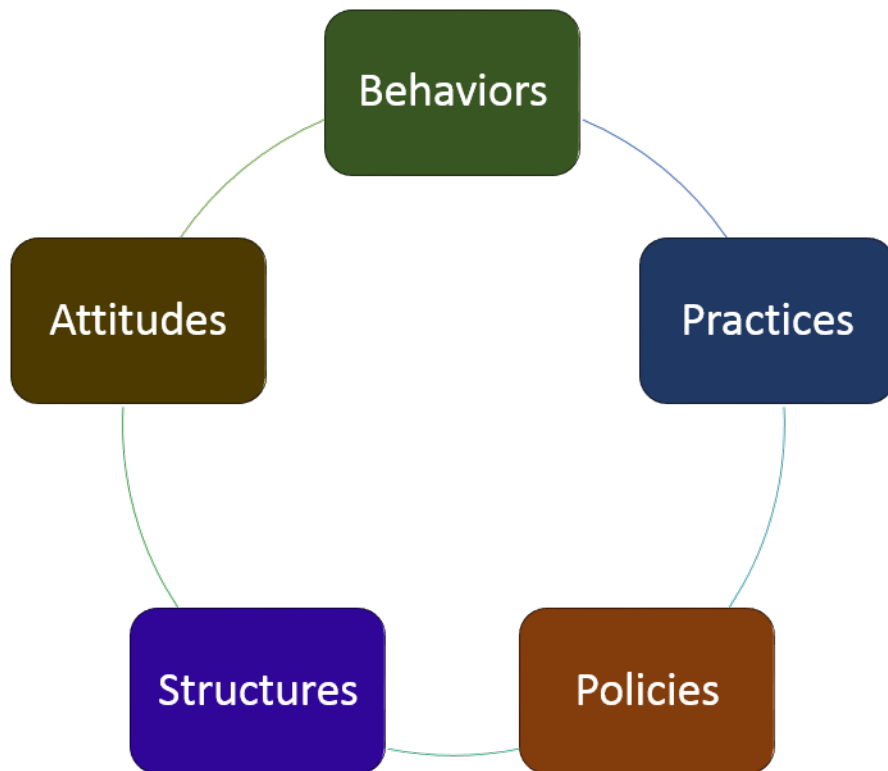 Behaviors
Practices
Policies
Structures
Attitudes